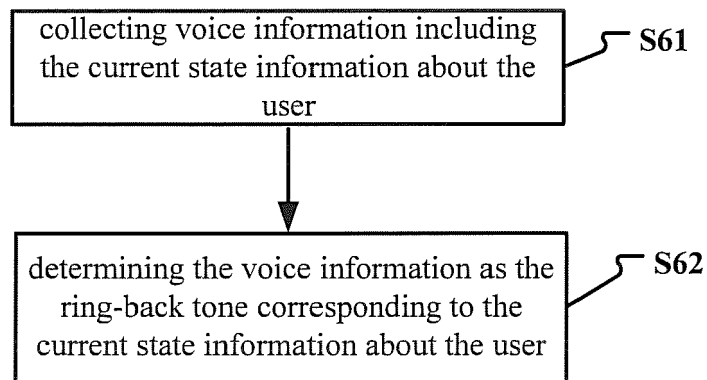 collecting voice information including
the current state information about the
user
S61
determining the voice information as the
ring-back tone corresponding to the
current state information about the user
S62